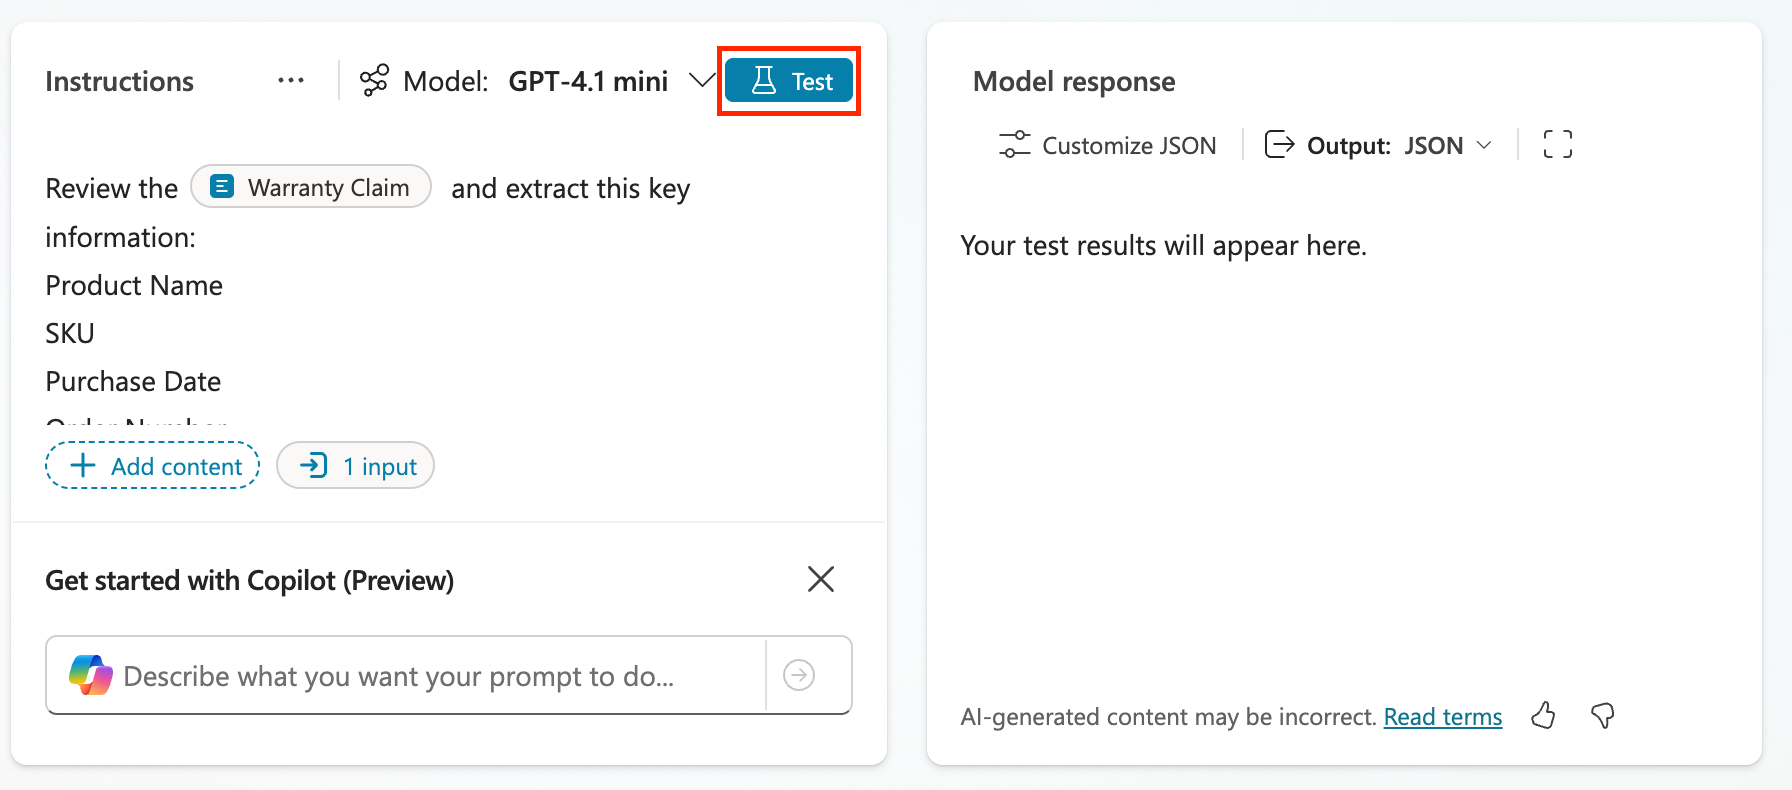 Instructions
Model: GPT-4.1 mini
Test
Review the Warranty Claim and extract this key
information:
Product Name
SKU
Purchase Date
Order Number
Add content
1 input
Get started with Copilot (Preview)
Describe what you want your prompt to do...
Model response
Customize JSON
Output: JSON
Your test results will appear here.
AI-generated content may be incorrect. Read terms